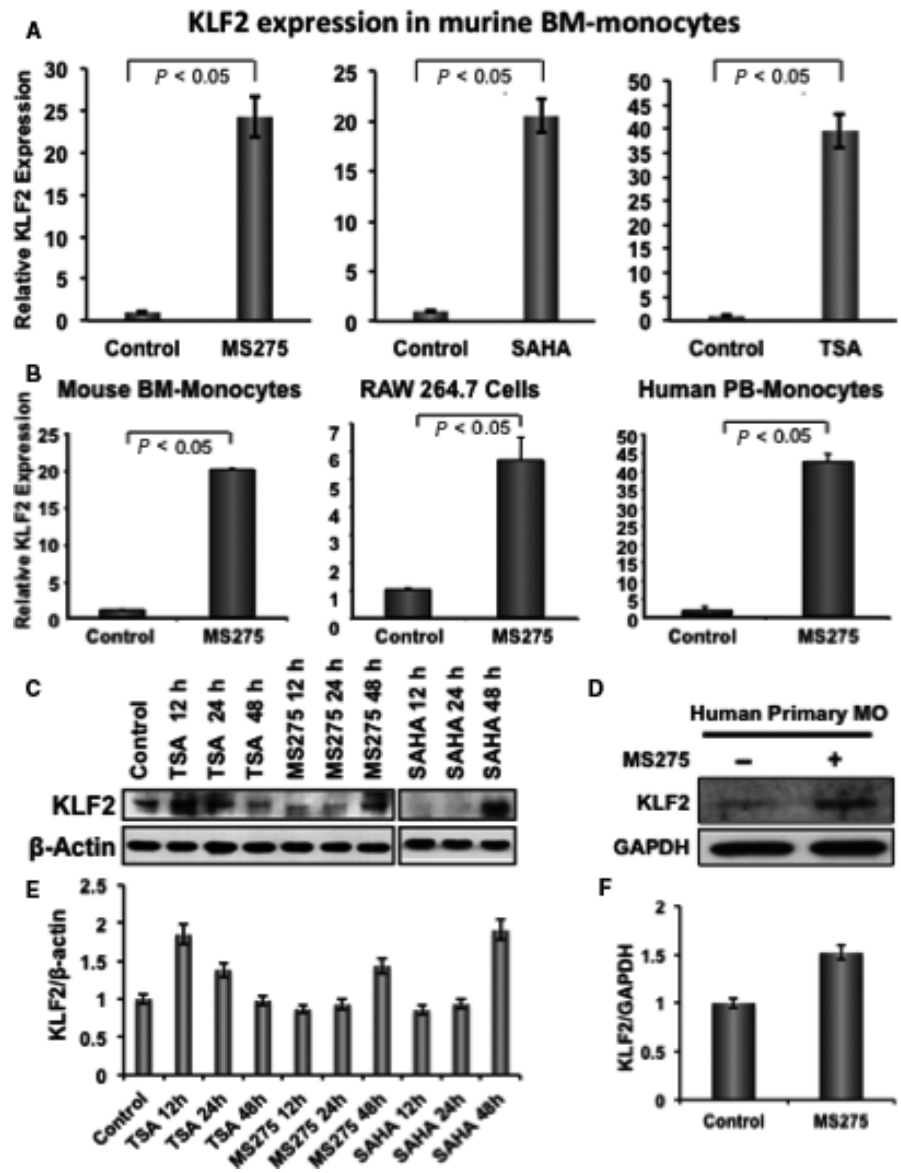 KLF2 expression in murine BM-monocytes
A
Relative KLF2 Expression
30
25
20
15
10
5
0
P < 0.05
Control MS275
25
20
15
10
5
0
P < 0.05
Control SAHA
50
45
40
35
30
25
20
15
10
5
0
P < 0.05
Control TSA
B
Mouse BM-Monocytes
Relative KLF2 Expression
25
20
15
10
5
0
P < 0.05
Control MS275
RAW 264.7 Cells
7
6
5
4
3
2
1
0
P < 0.05
Control MS275
Human PB-Monocytes
50
45
40
35
30
25
20
15
10
5
0
P < 0.05
Control MS275
C
Control
TSA 12 h
TSA 24 h
TSA 48 h
MS275 12 h
MS275 24 h
MS275 48 h
SAHA 12 h
SAHA 24 h
SAHA 48 h
KLF2
β-Actin
D
Human Primary MO
MS275 − +
KLF2
GAPDH
E
KLF2/β-actin
2.5
2
1.5
1
0.5
0
Control
TSA 12h
TSA 24h
TSA 48h
MS275 12h
MS275 24h
MS275 48h
SAHA 12h
SAHA 24h
SAHA 48h
F
KLF2/GAPDH
2
1.5
1
0.5
0
Control MS275